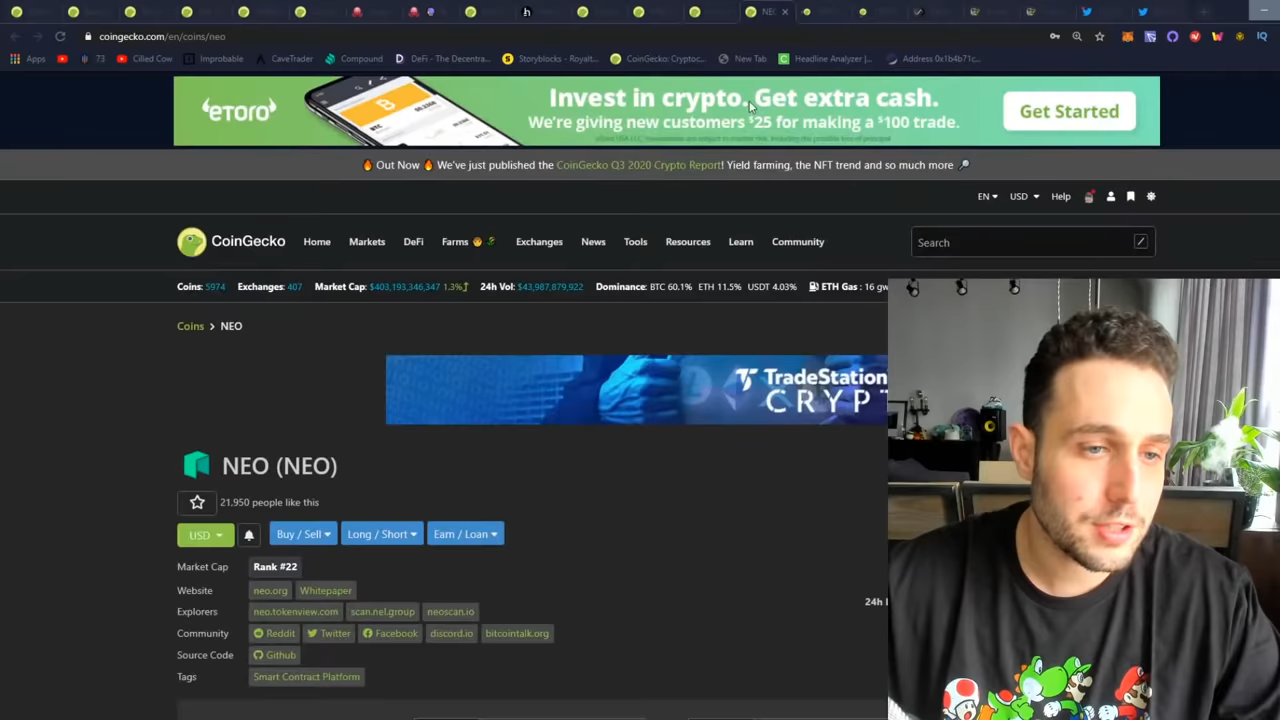 NEO
coingecko.com/en/coins/neo
IQ
Apps
73
Cilled Cow
Improbable
CaveTrader
Compound
DeFi - The Decentra...
Storyblocks - Royalt...
CoinGecko: Cryptoc...
New Tab
Headline Analyzer |...
Address 0x1b4b71c...
eToro
Invest in crypto. Get extra cash.
We're giving new customers $25 for making a $100 trade.
Get Started
Out Now We've just published the CoinGecko Q3 2020 Crypto Report! Yield farming, the NFT trend and so much more
EN USD Help
CoinGecko Home Markets DeFi Farms Exchanges News Tools Resources Learn Community
Search /
Coins: 5974 Exchanges: 407 Market Cap: $403,193,346,347 1.3% 24h Vol: $43,987,879,922 Dominance: BTC 60.1% ETH 11.5% USDT 4.03% ETH Gas: 16 gw
Coins > NEO
TradeStation
CRYPT
NEO (NEO)
21,950 people like this
USD Buy / Sell Long / Short Earn / Loan
Market Cap Rank #22
Website neo.org Whitepaper
Explorers neo.tokenview.com scan.nel.group neoscan.io
24h
Community Reddit Twitter Facebook discord.io bitcointalk.org
Source Code Github
Tags Smart Contract Platform